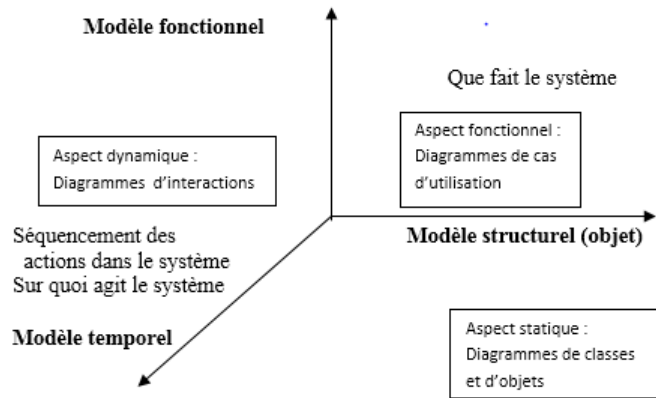 Modèle fonctionnel
Que fait le système
Aspect fonctionnel :
Diagrammes de cas
d'utilisation
Aspect dynamique :
Diagrammes d'interactions
Séquencement des
actions dans le système
Sur quoi agit le système
Modèle structurel (objet)
Modèle temporel
Aspect statique :
Diagrammes de classes
et d'objets